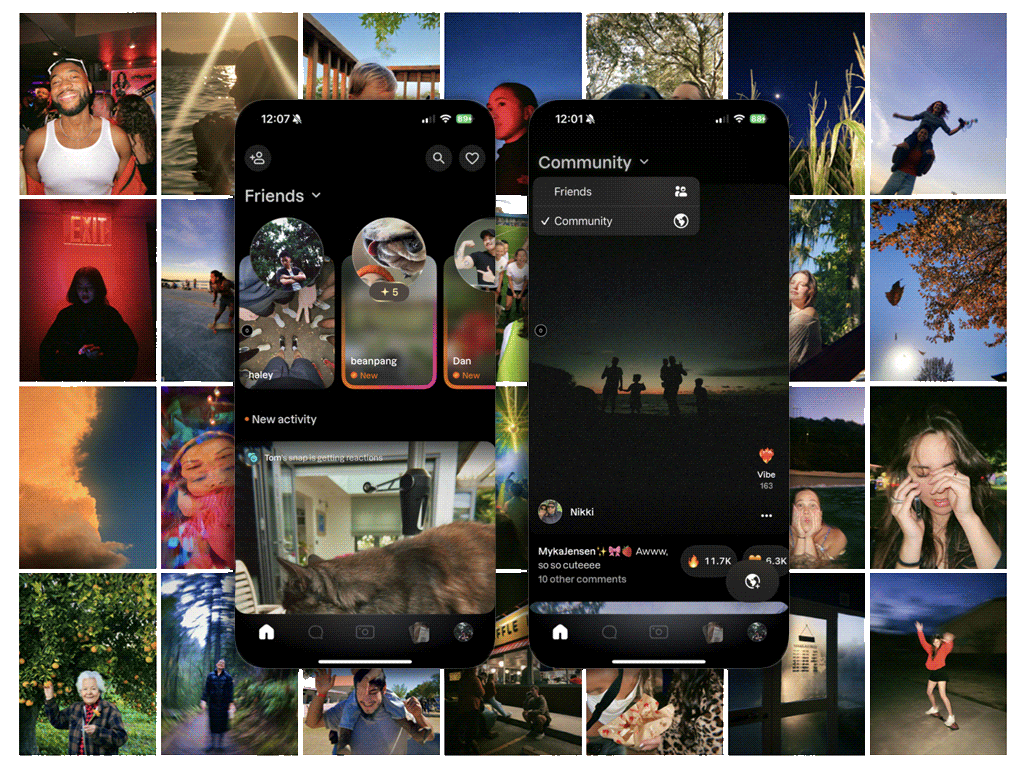 EXIT
12:07
89
Friends
+ 5
haley
beanpang
New
Dan
New
New activity
Tom's snap is getting reactions
12:01
88
Community
Friends
✓ Community
Vibe
163
Nikki
•••
MykaJensen✨🎀🍓 Awww,
so so cuteeee
10 other comments
🔥 11.7K
🧡 6.3K
FFLE